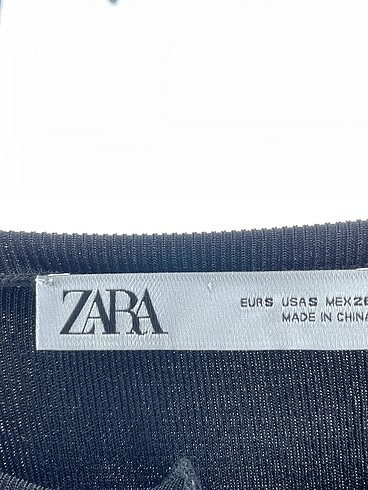 ZARA
EUR S USA S MEX 26
MADE IN CHINA